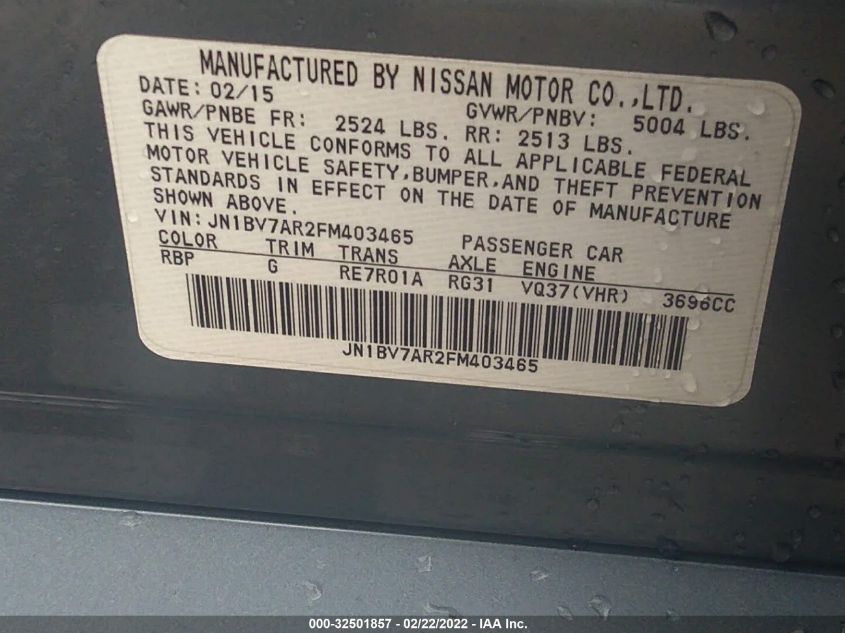 MANUFACTURED BY NISSAN MOTOR CO.,LTD.
DATE: 02/15 GVWR/PNBV: 5004 LBS.
GAWR/PNBE FR: 2524 LBS. RR: 2513 LBS.
THIS VEHICLE CONFORMS TO ALL APPLICABLE FEDERAL
MOTOR VEHICLE SAFETY,BUMPER,AND THEFT PREVENTION
STANDARDS IN EFFECT ON THE DATE OF MANUFACTURE
SHOWN ABOVE.
VIN: JN1BV7AR2FM403465 PASSENGER CAR
COLOR TRIM TRANS AXLE ENGINE
RBP G RE7R01A RG31 VQ37(VHR) 3696CC
JN1BV7AR2FM403465
000-32501857 - 02/22/2022 - IAA Inc.